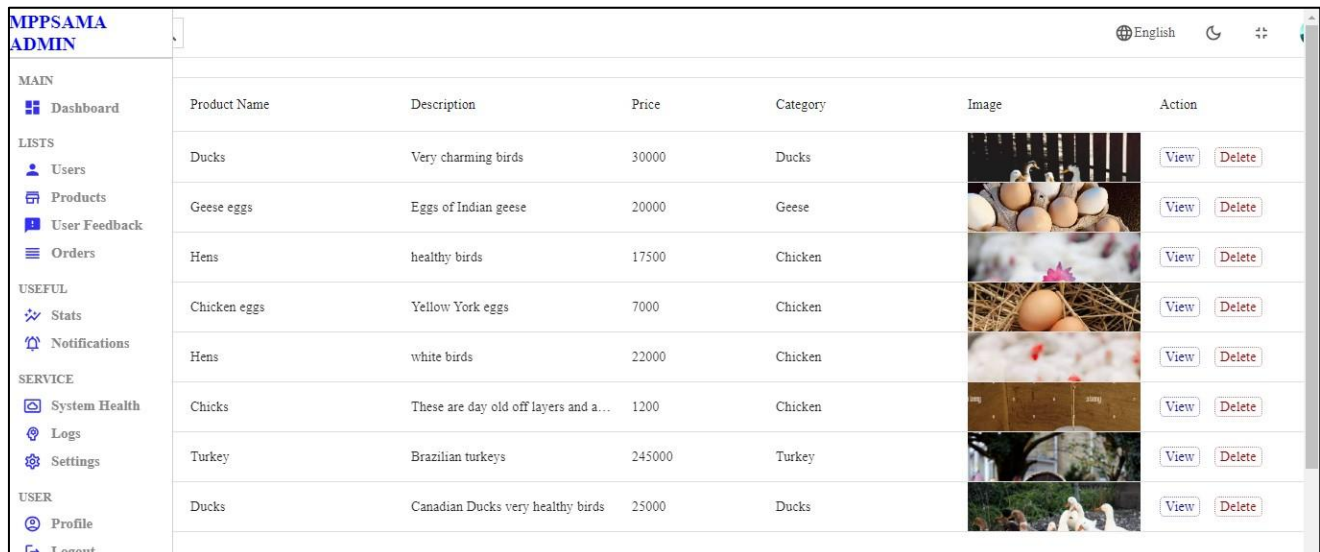 MPPSAMA
ADMIN
English
MAIN
Dashboard
LISTS
Users
Products
User Feedback
Orders
USEFUL
Stats
Notifications
SERVICE
System Health
Logs
Settings
USER
Profile
Logout
Product Name Description Price Category Image Action
Ducks Very charming birds 30000 Ducks View Delete
Geese eggs Eggs of Indian geese 20000 Geese View Delete
Hens healthy birds 17500 Chicken View Delete
Chicken eggs Yellow York eggs 7000 Chicken View Delete
Hens white birds 22000 Chicken View Delete
Chicks These are day old off layers and a... 1200 Chicken View Delete
Turkey Brazilian turkeys 245000 Turkey View Delete
Ducks Canadian Ducks very healthy birds 25000 Ducks View Delete